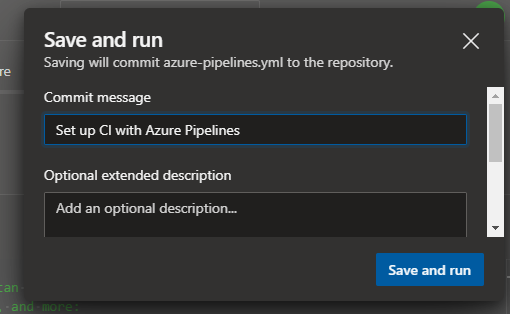 Save and run
Saving will commit azure-pipelines.yml to the repository.
re
Commit message
Set up CI with Azure Pipelines
Optional extended description
Add an optional description...
Save and run
can
, and more: